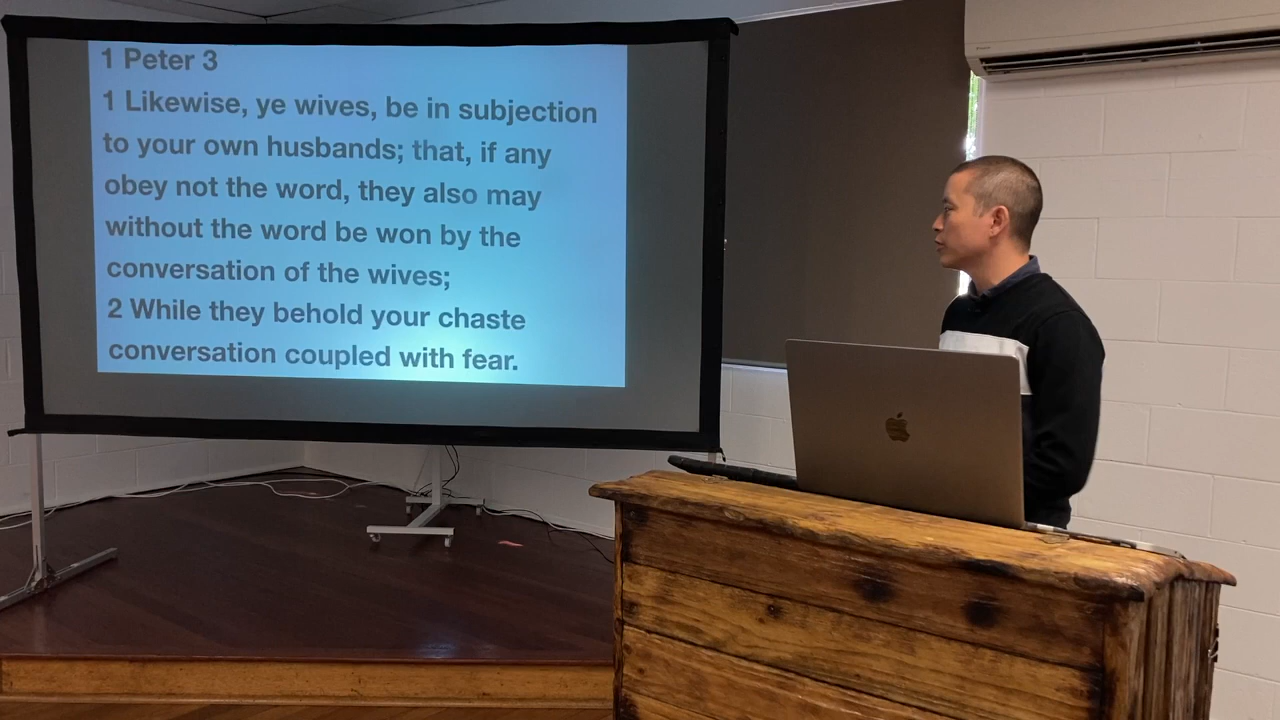 1 Peter 3
1 Likewise, ye wives, be in subjection
to your own husbands; that, if any
obey not the word, they also may
without the word be won by the
conversation of the wives;
2 While they behold your chaste
conversation coupled with fear.